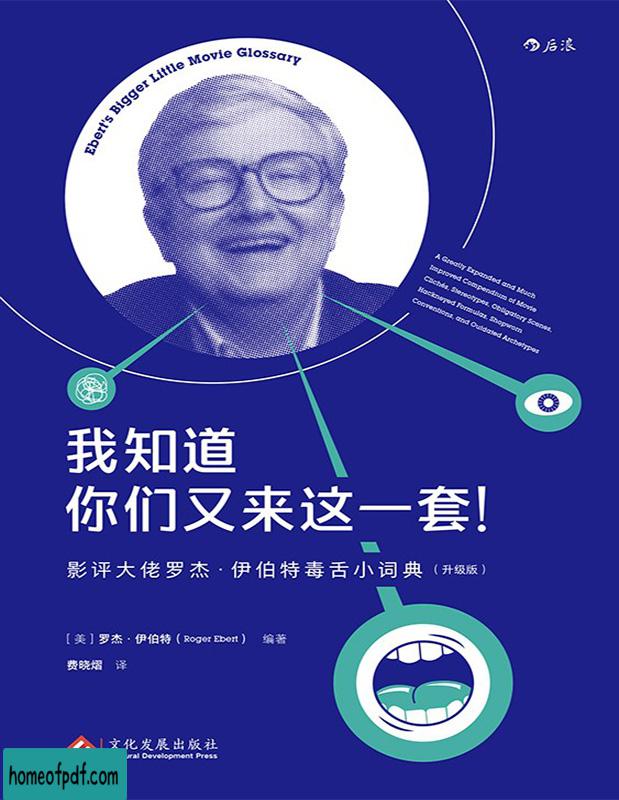 后浪
Ebert's Bigger Little Movie Glossary
A Greatly Expanded and Much
Improved Compendium of Movie
Clichés, Stereotypes, Obligatory Scenes,
Hackneyed Formulas, Shopworn
Conventions, and Outdated Archetypes
我知道
你们又来这一套!
影评大佬罗杰·伊伯特毒舌小词典(升级版)
[美]罗杰·伊伯特(Roger Ebert) 编著
费晓熠 译
文化发展出版社
ural Development Press
homeofpdf.com